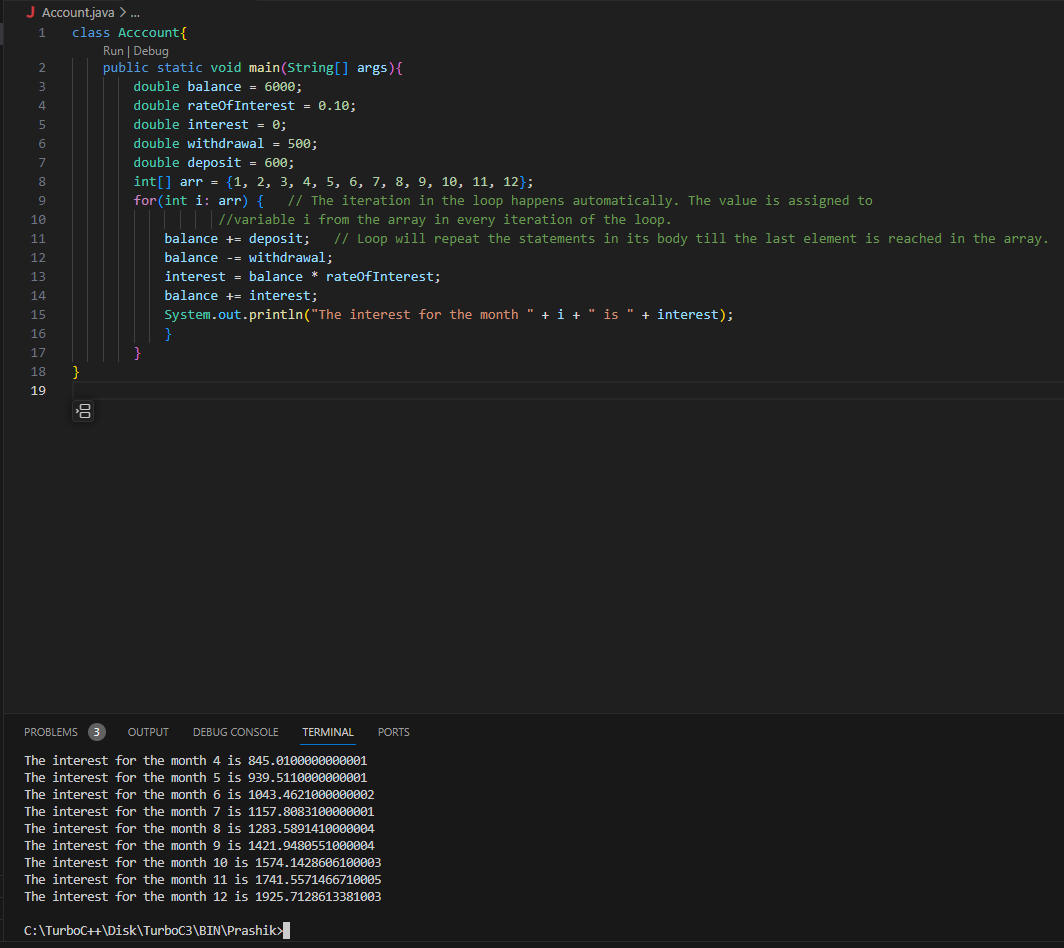 J Account.java > ...
1 class Acccount{
Run | Debug
2 public static void main(String[] args){
3 double balance = 6000;
4 double rateOfInterest = 0.10;
5 double interest = 0;
6 double withdrawal = 500;
7 double deposit = 600;
8 int[] arr = {1, 2, 3, 4, 5, 6, 7, 8, 9, 10, 11, 12};
9 for(int i: arr) { // The iteration in the loop happens automatically. The value is assigned to
10 //variable i from the array in every iteration of the loop.
11 balance += deposit; // Loop will repeat the statements in its body till the last element is reached in the array.
12 balance -= withdrawal;
13 interest = balance * rateOfInterest;
14 balance += interest;
15 System.out.println("The interest for the month " + i + " is " + interest);
16 }
17 }
18 }
19
PROBLEMS 3 OUTPUT DEBUG CONSOLE TERMINAL PORTS
The interest for the month 4 is 845.0100000000001
The interest for the month 5 is 939.5110000000001
The interest for the month 6 is 1043.4621000000002
The interest for the month 7 is 1157.8083100000001
The interest for the month 8 is 1283.5891410000004
The interest for the month 9 is 1421.9480551000004
The interest for the month 10 is 1574.1428606100003
The interest for the month 11 is 1741.5571466710005
The interest for the month 12 is 1925.7128613381003
C:\TurboC++\Disk\TurboC3\BIN\Prashik>